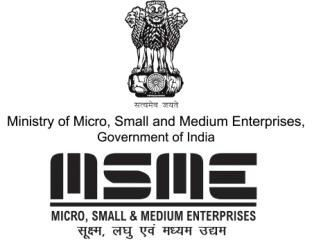 सत्यमेव जयते
Ministry of Micro, Small and Medium Enterprises,
Government of India
MSME
MICRO, SMALL & MEDIUM ENTERPRISES
सूक्ष्म, लघु एवं मध्यम उद्यम